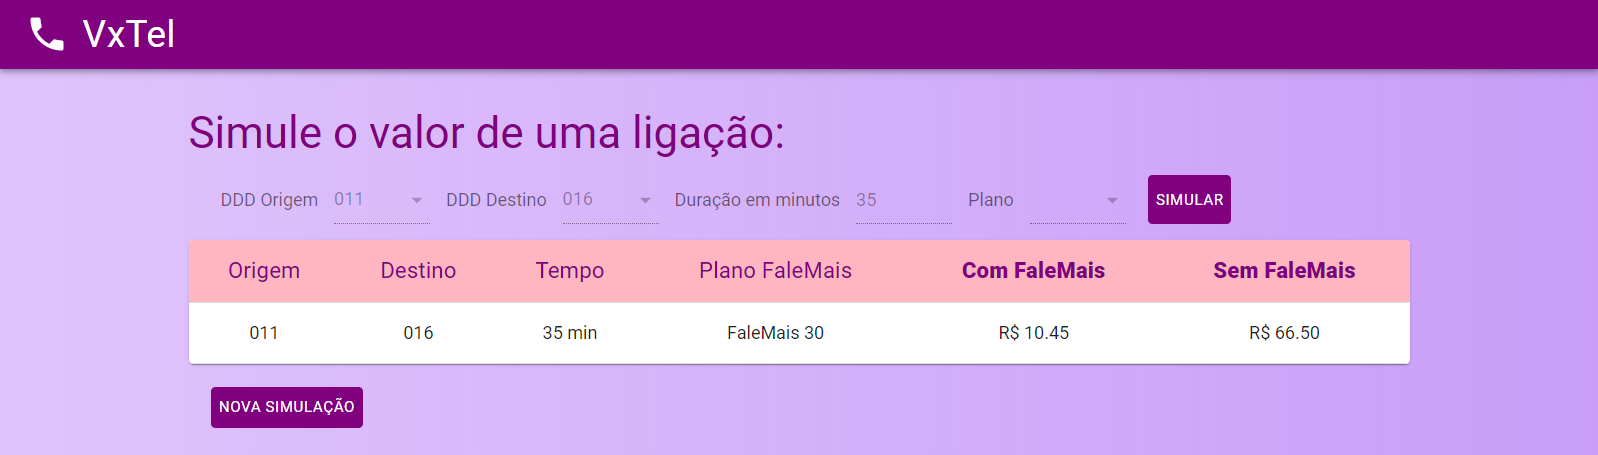 VxTel
Simule o valor de uma ligação:
DDD Origem 011 DDD Destino 016 Duração em minutos 35 Plano SIMULAR
Origem Destino Tempo Plano FaleMais Com FaleMais Sem FaleMais
011 016 35 min FaleMais 30 R$ 10.45 R$ 66.50
NOVA SIMULAÇÃO